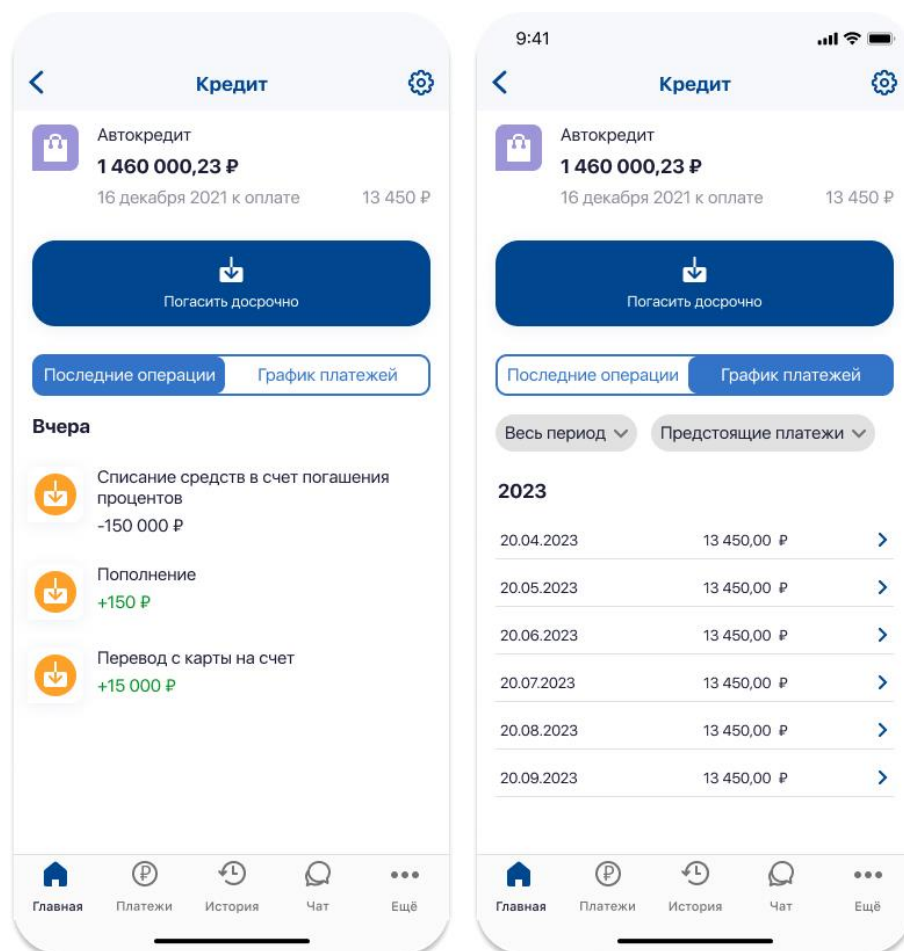 Кредит
Автокредит
1 460 000,23 ₽
16 декабря 2021 к оплате 13 450 ₽
Погасить досрочно
Последние операции График платежей
Вчера
Списание средств в счет погашения
процентов
-150 000 ₽
Пополнение
+150 ₽
Перевод с карты на счет
+15 000 ₽
Главная Платежи История Чат Ещё
9:41
Кредит
Автокредит
1 460 000,23 ₽
16 декабря 2021 к оплате 13 450 ₽
Погасить досрочно
Последние операции График платежей
Весь период Предстоящие платежи
2023
20.04.2023 13 450,00 ₽
20.05.2023 13 450,00 ₽
20.06.2023 13 450,00 ₽
20.07.2023 13 450,00 ₽
20.08.2023 13 450,00 ₽
20.09.2023 13 450,00 ₽
Главная Платежи История Чат Ещё